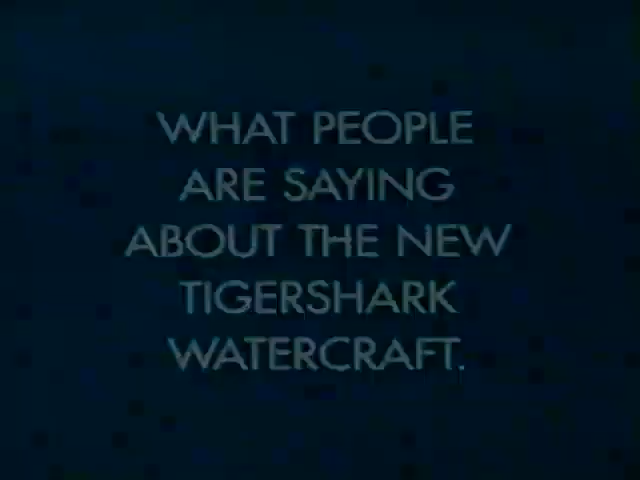 WHAT PEOPLE
ARE SAYING
ABOUT THE NEW
TIGERSHARK
WATERCRAFT.